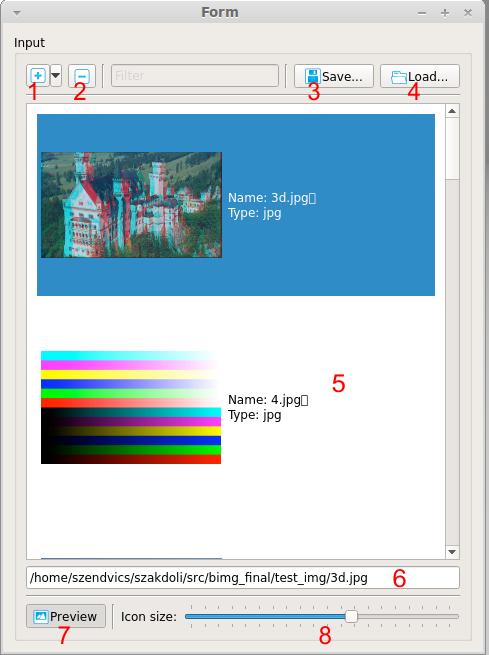 Form
Input
Filter
Save...
Load...
1
2
3
4
Name: 3d.jpg
Type: jpg
Name: 4.jpg
Type: jpg
5
/home/szendvics/szakdoli/src/bimg_final/test_img/3d.jpg
6
Preview
Icon size:
7
8